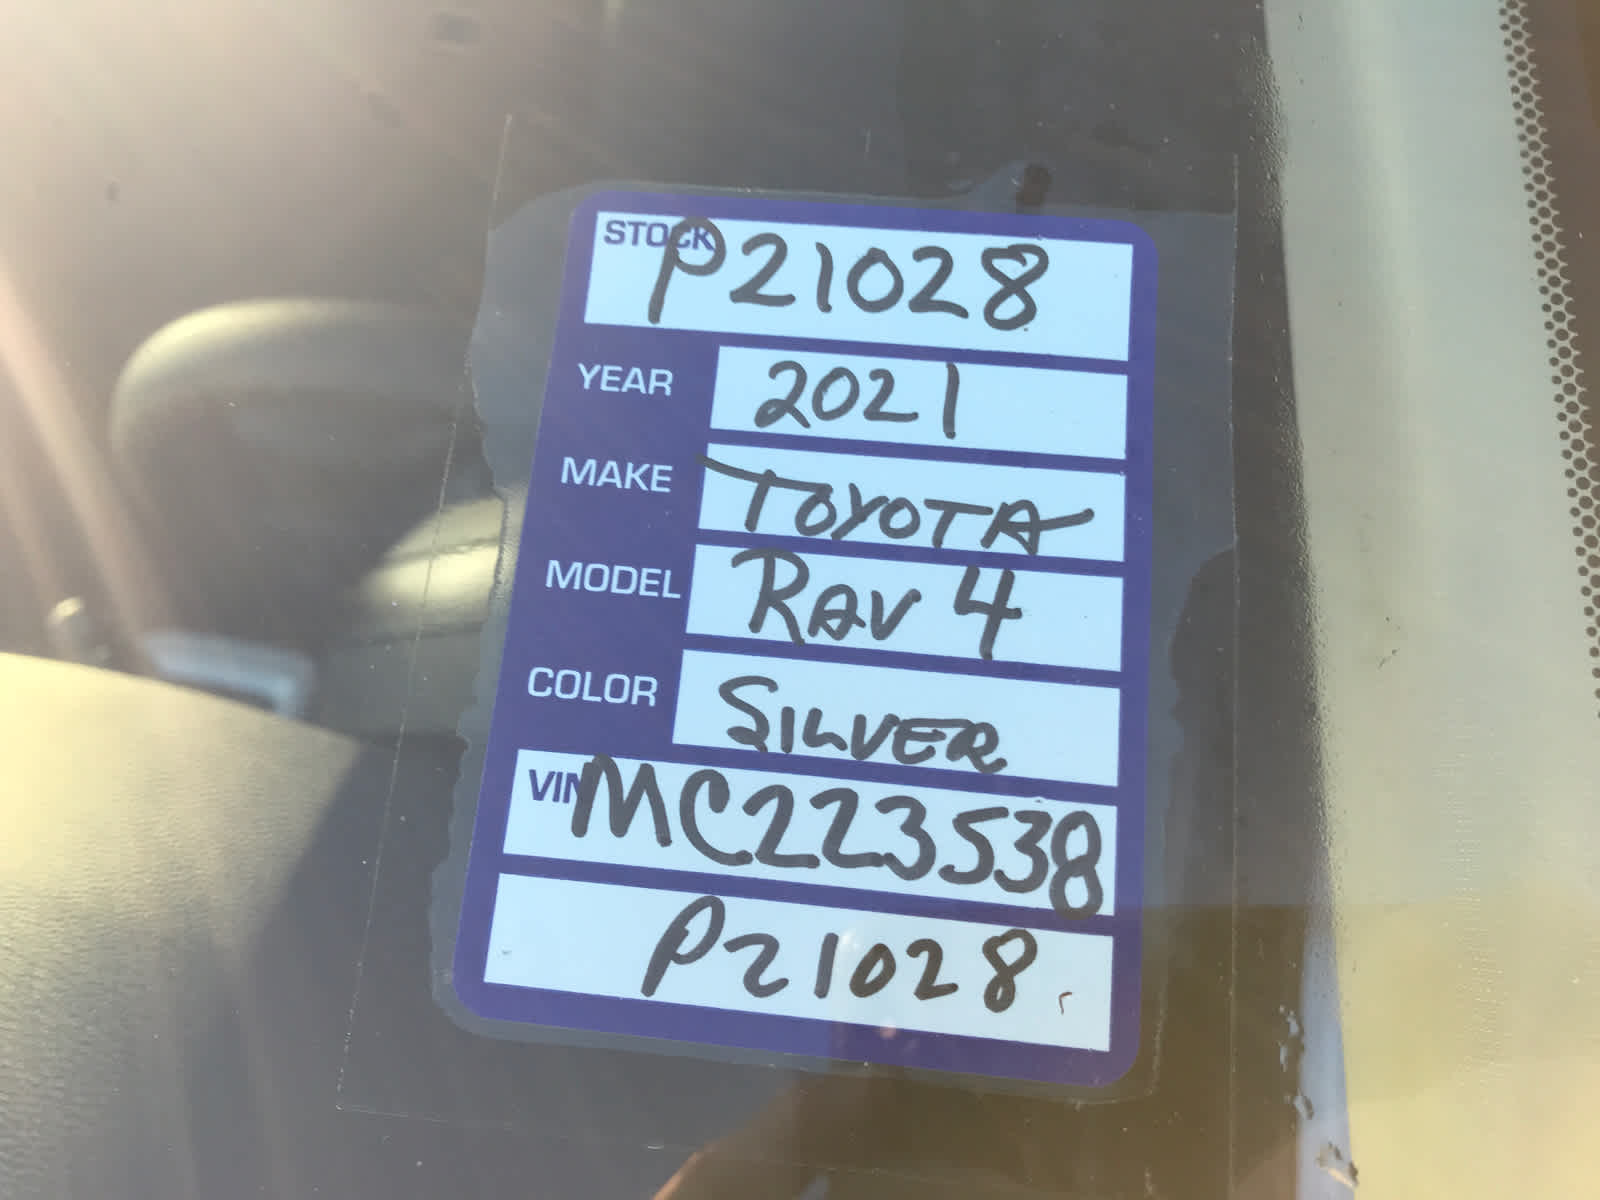 STOCK P21028
YEAR 2021
MAKE TOYOTA
MODEL RAV 4
COLOR SILVER
VIN MC223538
P21028